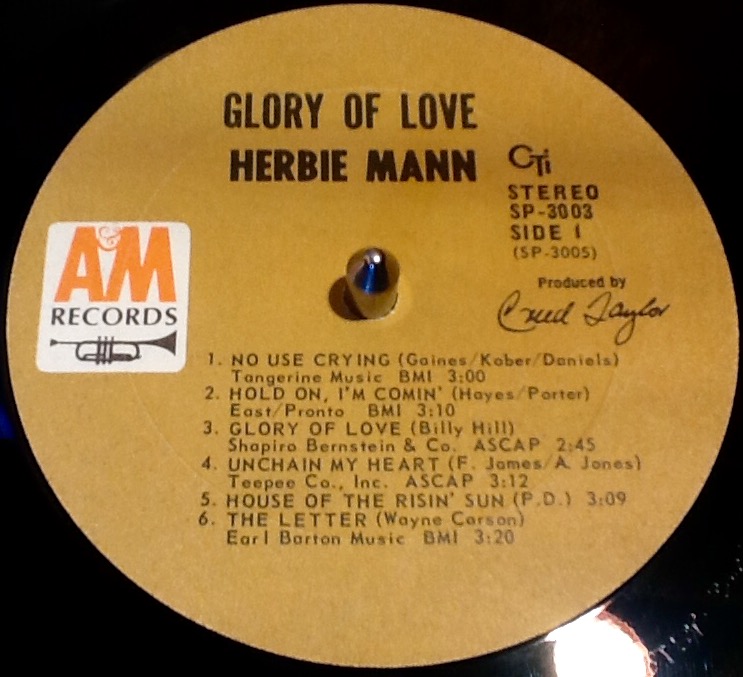 GLORY OF LOVE
HERBIE MANN
CTi
STEREO
SP-3003
SIDE 1
(SP-3005)
Produced by
Creed Taylor
A&M
RECORDS
1. NO USE CRYING (Gaines/Kober/Daniels)
Tangerine Music BMI 3:00
2. HOLD ON, I'M COMIN' (Hayes/Porter)
East/Pronto BMI 3:10
3. GLORY OF LOVE (Billy Hill)
Shapiro Bernstein & Co. ASCAP 2:45
4. UNCHAIN MY HEART (F. James/A. Jones)
Teepee Co., Inc. ASCAP 3:12
5. HOUSE OF THE RISIN' SUN (P.D.) 3:09
6. THE LETTER (Wayne Carson)
Earl Barton Music BMI 3:20